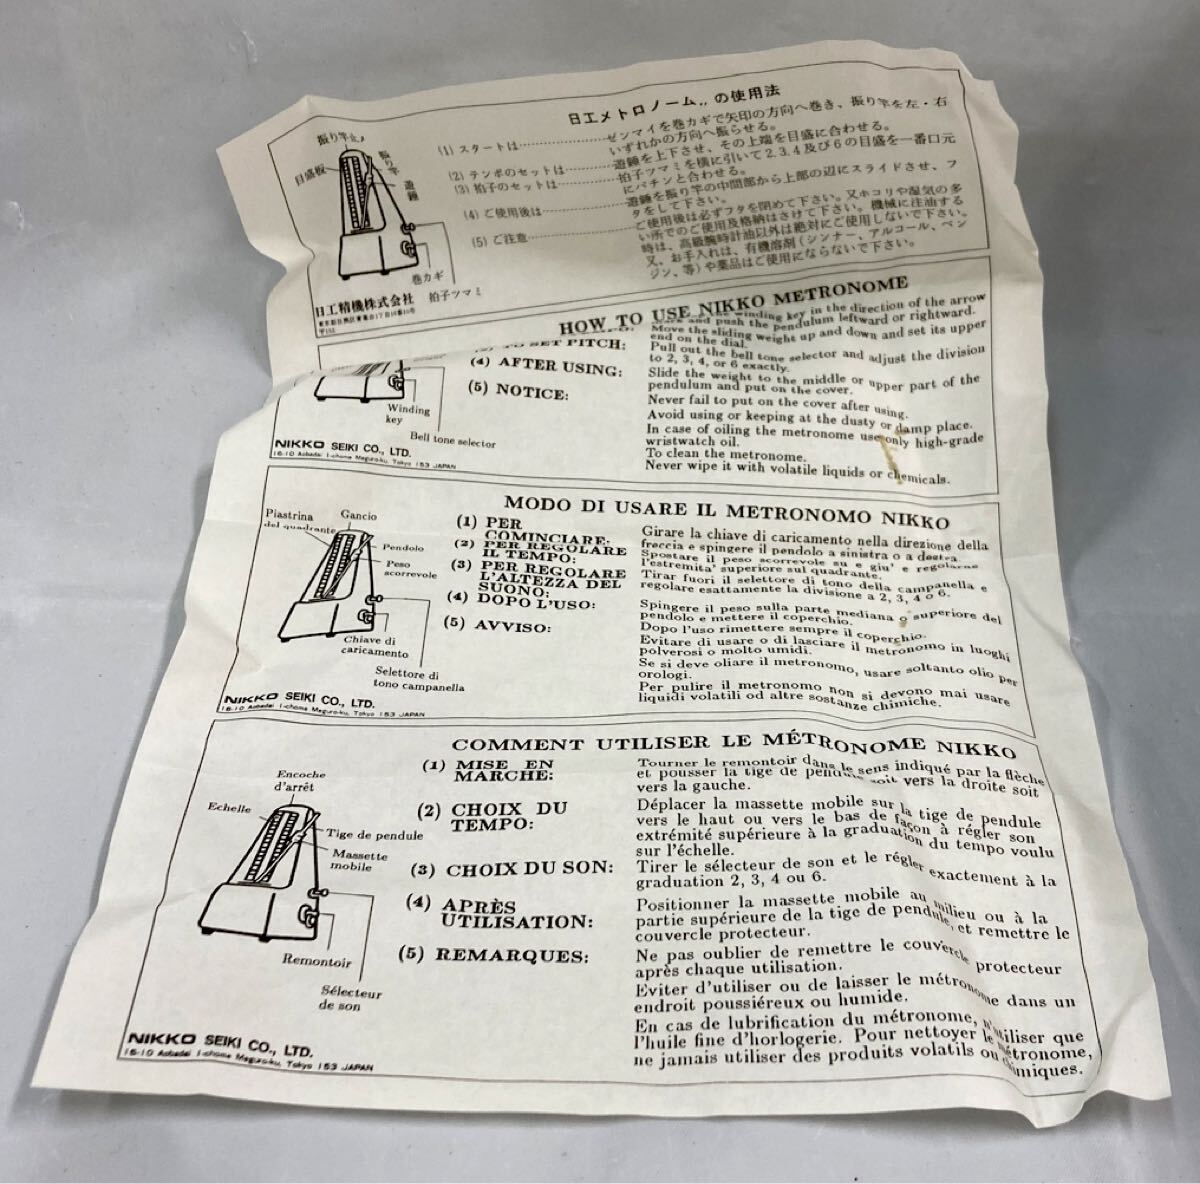 日工メトロノーム..の使用法
振り竿止メ
目盛板
振り竿
遊錘
巻カギ
拍子ツマミ
日工精機株式会社
(1) スタートは……………ゼンマイを巻カギで矢印の方向へ巻き、振り竿を左・右
いずれかの方向へ振らせる。
(2) テンポのセットは………遊錘を上下させ、その上端を目盛に合わせる。
(3) 拍子のセットは…………拍子ツマミを横に引いて2.3.4及び6の目盛を一番口元
にパチンと合わせる。
(4) ご使用後は……………遊錘を振り竿の中間部から上部の辺にスライドさせ、フ
タをして下さい。
(5) ご注意…………………ご使用後は必ずフタを閉めて下さい。又ホコリや湿気の多
い所でのご使用及格納はさけて下さい。機械に注油する
時は、高級腕時計油以外は絶対にご使用しないで下さい。
又、お手入れは、有機溶剤(シンナー、アルコール、ベン
ジン、等)や薬品はご使用にならないで下さい。
HOW TO USE NIKKO METRONOME
winding key in the direction of the arrow
and push the pendulum leftward or rightward.
Move the sliding weight up and down and set its upper
end on the dial.
TO SET PITCH:
Pull out the bell tone selector and adjust the division
to 2, 3, 4, or 6 exactly.
(4) AFTER USING:
Slide the weight to the middle or upper part of the
pendulum and put on the cover.
(5) NOTICE:
Never fail to put on the cover after using.
Avoid using or keeping at the dusty or damp place.
In case of oiling the metronome use only high-grade
wristwatch oil.
To clean the metronome.
Never wipe it with volatile liquids or chemicals.
Winding
key
Bell tone selector
NIKKO SEIKI CO., LTD.
16-10 Aobadai 1-chome Meguro-ku, Tokyo 153 JAPAN
MODO DI USARE IL METRONOMO NIKKO
Piastrina
del quadrante
Gancio
Pendolo
Peso
scorrevole
Chiave di
caricamento
Selettore di
tono campanella
(1) PER
COMINCIARE:
Girare la chiave di caricamento nella direzione della
freccia e spingere il pendolo a sinistra o a destra
(2) PER REGOLARE
IL TEMPO:
Spostare il peso scorrevole su e giu' e regolarne
l'estremita' superiore sul quadrante.
(3) PER REGOLARE
L'ALTEZZA DEL
SUONO:
Tirar fuori il selettore di tono della campanella e
regolare esattamente la divisione a 2, 3, 4 o 6.
(4) DOPO L'USO:
Spingere il peso sulla parte mediana o superiore del
pendolo e mettere il coperchio.
(5) AVVISO:
Dopo l'uso rimettere sempre il coperchio.
Evitare di usare o di lasciare il metronomo in luoghi
polverosi o molto umidi.
Se si deve oliare il metronomo, usare soltanto olio per
orologi.
Per pulire il metronomo non si devono mai usare
liquidi volatili od altre sostanze chimiche.
NIKKO SEIKI CO., LTD.
16-10 Aobadai 1-chome Meguro-ku, Tokyo 153 JAPAN
COMMENT UTILISER LE MÉTRONOME NIKKO
Encoche
d'arrêt
Echelle
Tige de pendule
Massette
mobile
Remontoir
Sélecteur
de son
(1) MISE EN
MARCHE:
Tourner le remontoir dans le sens indiqué par la flèche
et pousser la tige de pendule soit vers la droite soit
vers la gauche.
(2) CHOIX DU
TEMPO:
Déplacer la massette mobile sur la tige de pendule
vers le haut ou vers le bas de façon à régler son
extrémité supérieure à la graduation du tempo voulu
sur l'échelle.
(3) CHOIX DU SON:
Tirer le sélecteur de son et le régler exactement à la
graduation 2, 3, 4 ou 6.
(4) APRÈS
UTILISATION:
Positionner la massette mobile au milieu ou à la
partie supérieure de la tige de pendule, et remettre le
couvercle protecteur.
(5) REMARQUES:
Ne pas oublier de remettre le couvercle protecteur
après chaque utilisation.
Eviter d'utiliser ou de laisser le métronome dans un
endroit poussiéreux ou humide.
En cas de lubrification du métronome, n'utiliser que
l'huile fine d'horlogerie. Pour nettoyer le métronome,
ne jamais utiliser des produits volatils ou chimiques.
NIKKO SEIKI CO., LTD.
16-10 Aobadai 1-chome Meguro-ku, Tokyo 153 JAPAN